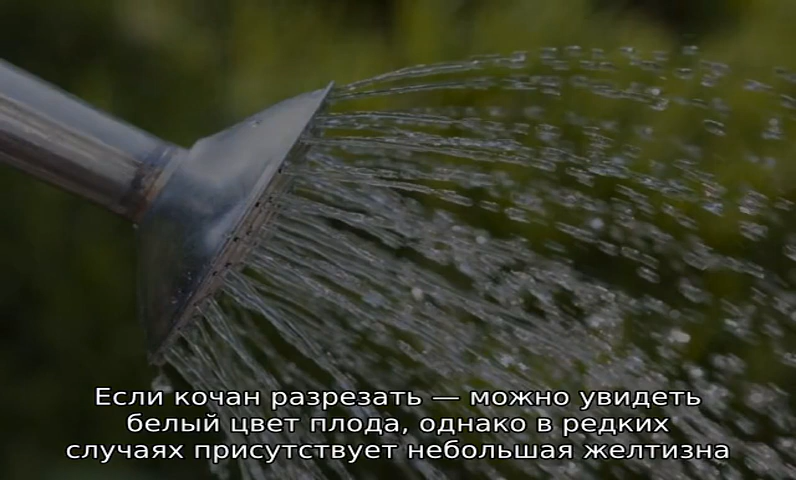 Если кочан разрезать — можно увидеть
белый цвет плода, однако в редких
случаях присутствует небольшая желтизна